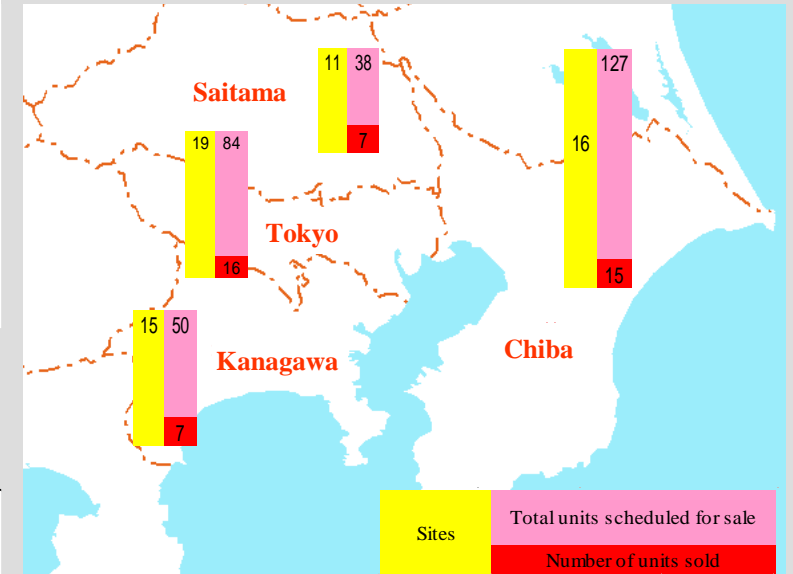 11 38
127
Saitama
7
19 84
16
Tokyo
16
15
15 50
Kanagawa
Chiba
7
Sites
Total units scheduled for sale
Number of units sold